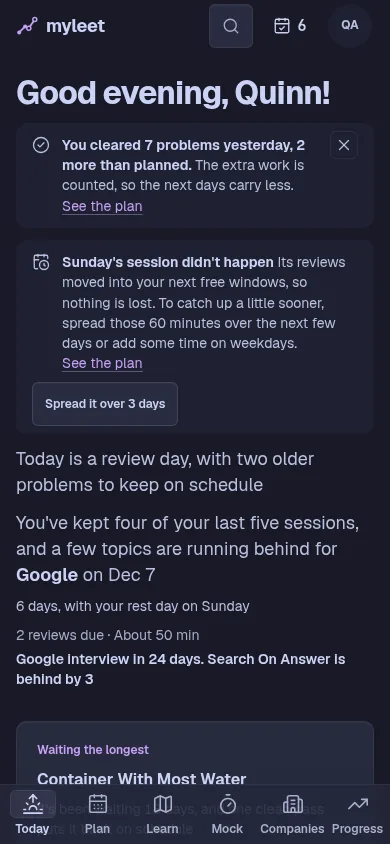 myleet
6
QA
Good evening, Quinn!
You cleared 7 problems yesterday, 2
more than planned. The extra work is
counted, so the next days carry less.
See the plan
Sunday's session didn't happen Its reviews
moved into your next free windows, so
nothing is lost. To catch up a little sooner,
spread those 60 minutes over the next few
days or add some time on weekdays.
See the plan
Spread it over 3 days
Today is a review day, with two older
problems to keep on schedule
You've kept four of your last five sessions,
and a few topics are running behind for
Google on Dec 7
6 days, with your rest day on Sunday
2 reviews due · About 50 min
Google interview in 24 days. Search On Answer is
behind by 3
Waiting the longest
Container With Most Water
Today
Plan
Learn
Mock
Companies
Progress